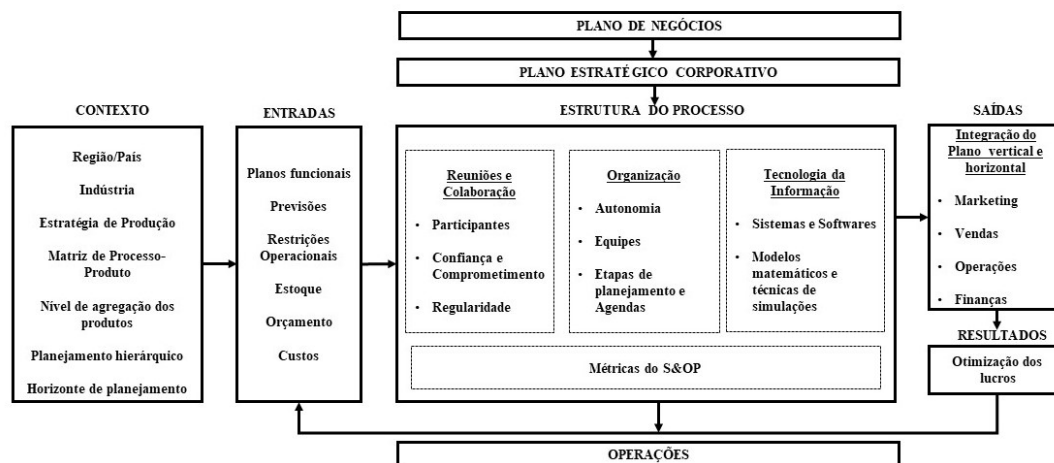 PLANO DE NEGÓCIOS
PLANO ESTRATÉGICO CORPORATIVO
CONTEXTO
Região/País
Indústria
Estratégia de Produção
Matriz de Processo-
Produto
Nível de agregação dos
produtos
Planejamento hierárquico
Horizonte de planejamento
ENTRADAS
Planos funcionais
Previsões
Restrições
Operacionais
Estoque
Orçamento
Custos
ESTRUTURA DO PROCESSO
Reuniões e
Colaboração
• Participantes
• Confiança e
Comprometimento
• Regularidade
Organização
• Autonomia
• Equipes
• Etapas de
planejamento e
Agendas
Tecnologia da
Informação
• Sistemas e Softwares
• Modelos
matemáticos e
técnicas de
simulações
Métricas do S&OP
SAÍDAS
Integração do
Plano vertical e
horizontal
• Marketing
• Vendas
• Operações
• Finanças
RESULTADOS
Otimização dos
lucros
OPERAÇÕES